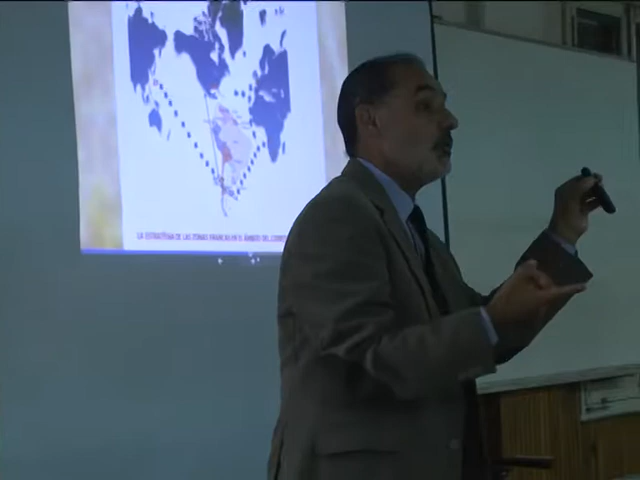 LA ESTRATEGIA DE LAS ZONAS FRANCAS EN EL ÁMBITO DEL